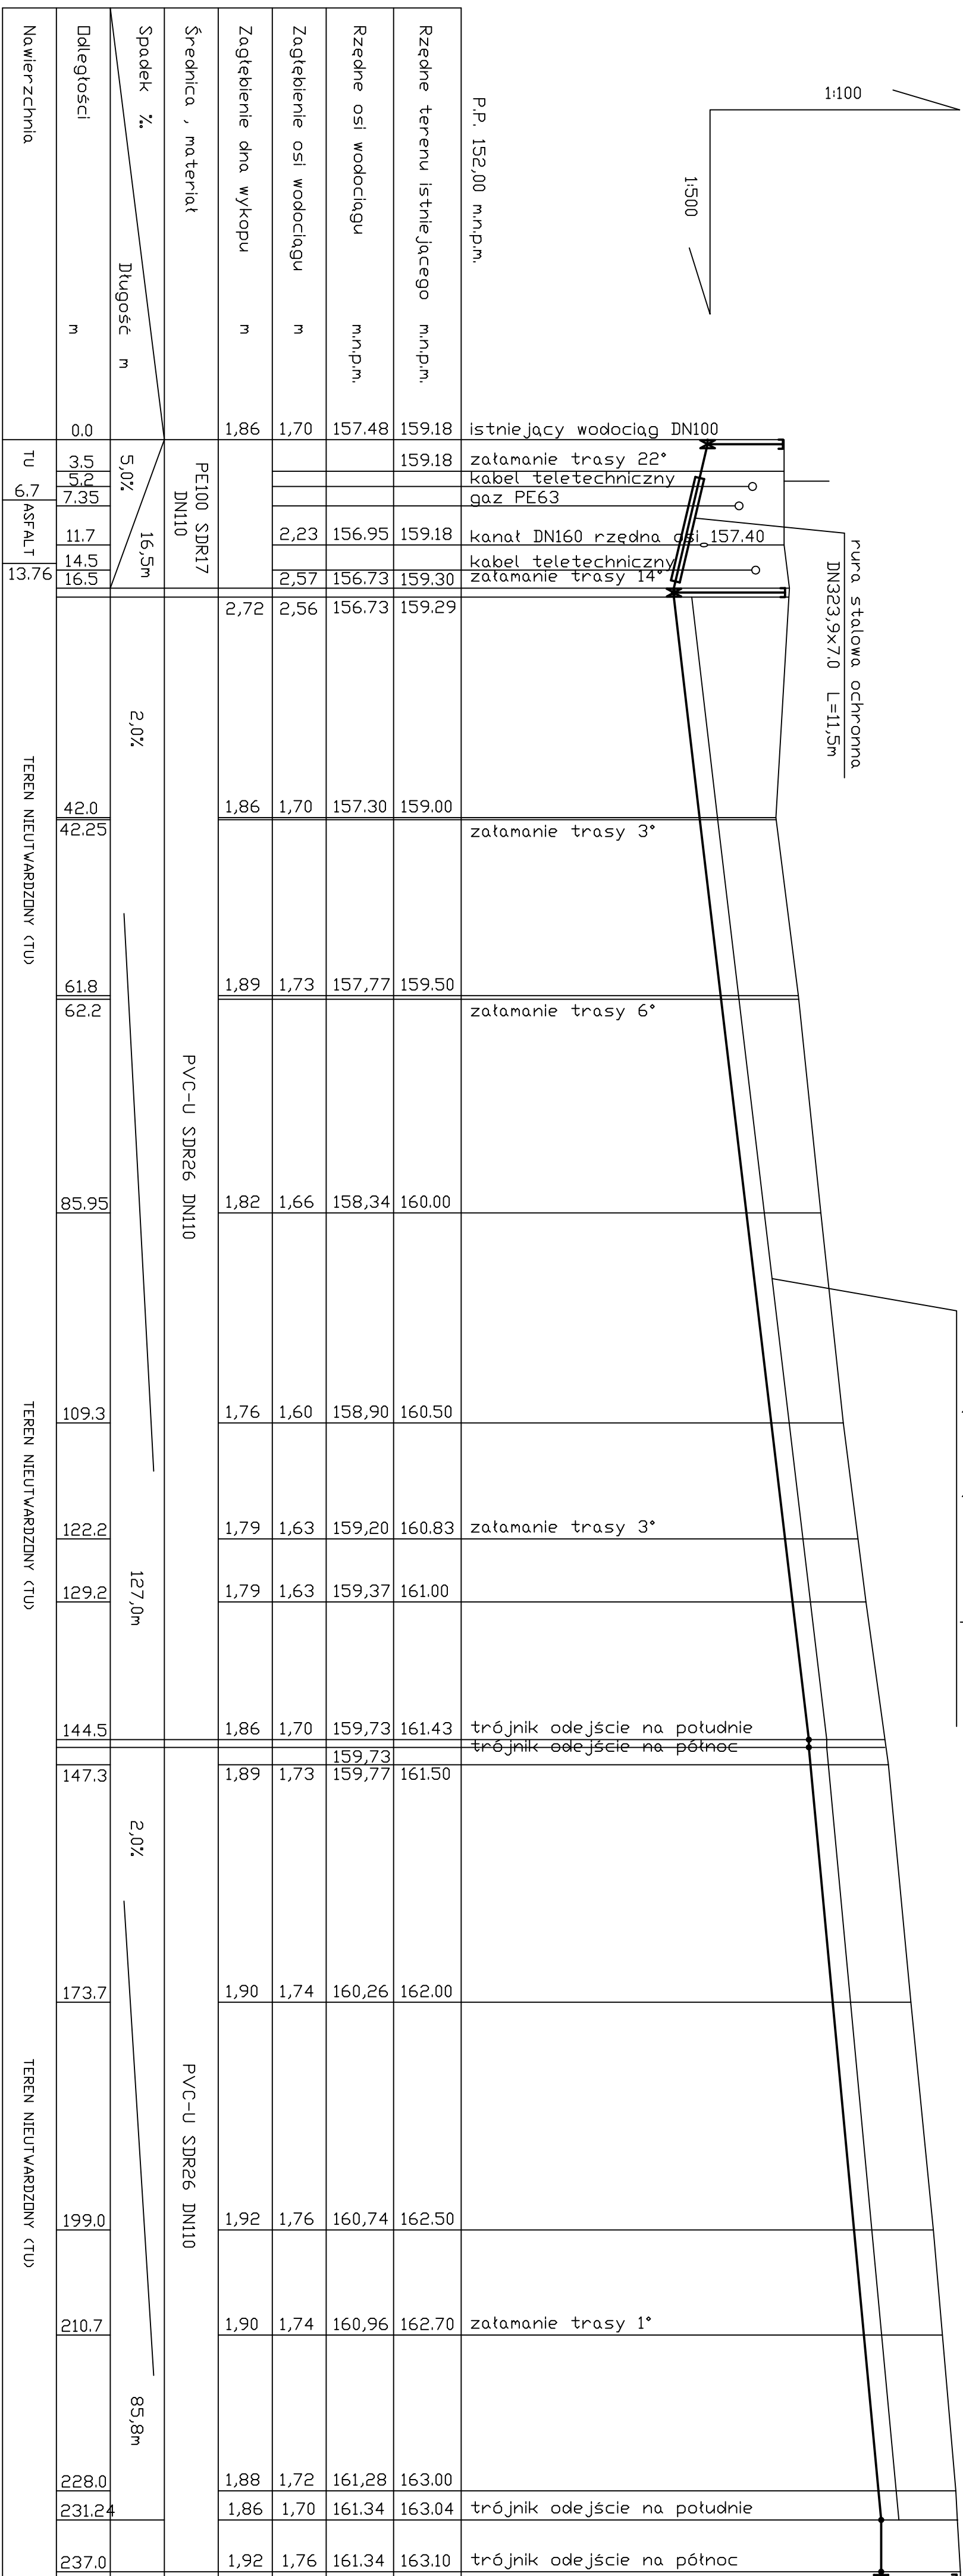 1:100
1:500
P.P. 152,00 m.n.p.m.
rura stalowa ochronna
DN323,9x7.0 L=11,5m
Rzędne terenu istniejącego m.n.p.m.
159.18
159.18
159.18
159.30
159.29
159.00
159.50
160.00
160.50
160.83
161.00
161.43
161.50
162.00
162.50
162.70
163.00
163.04
163.10
Rzędne osi wodociągu m.n.p.m.
157.48
156.95
156.73
156.73
157.30
157,77
158,34
158,90
159,20
159,37
159,73
159,73
159,77
160,26
160,74
160,96
161,28
161.34
161.34
Zagłębienie osi wodociągu m
1,70
2,23
2,57
2,56
1,70
1,73
1,66
1,60
1,63
1,63
1,70
1,73
1,74
1,76
1,74
1,72
1,70
1,76
Zagłębienie dna wykopu m
1,86
2,72
1,86
1,89
1,82
1,76
1,79
1,79
1,86
1,89
1,90
1,92
1,90
1,88
1,86
1,92
Średnica , materiał
PE100 SDR17
DN110
PVC-U SDR26 DN110
PVC-U SDR26 DN110
Spadek %.
Długość m
5,0%
16,5m
2,0%
127,0m
2,0%
85,8m
Odległości m
0.0
3.5
5.2
7.35
11.7
14.5
16.5
42.0
42.25
61.8
62.2
85.95
109.3
122.2
129.2
144.5
147.3
173.7
199.0
210.7
228.0
231.24
237.0
Nawierzchnia
TU
6.7
ASFALT
13.76
TEREN NIEUTWARDZONY (TU)
TEREN NIEUTWARDZONY (TU)
TEREN NIEUTWARDZONY (TU)
istniejący wodociąg DN100
załamanie trasy 22°
kabel teletechniczny
gaz PE63
kanał DN160 rzędna osi 157.40
kabel teletechniczny
załamanie trasy 14°
załamanie trasy 3°
załamanie trasy 6°
załamanie trasy 3°
trójnik odejście na południe
trójnik odejście na północ
załamanie trasy 1°
trójnik odejście na południe
trójnik odejście na północ